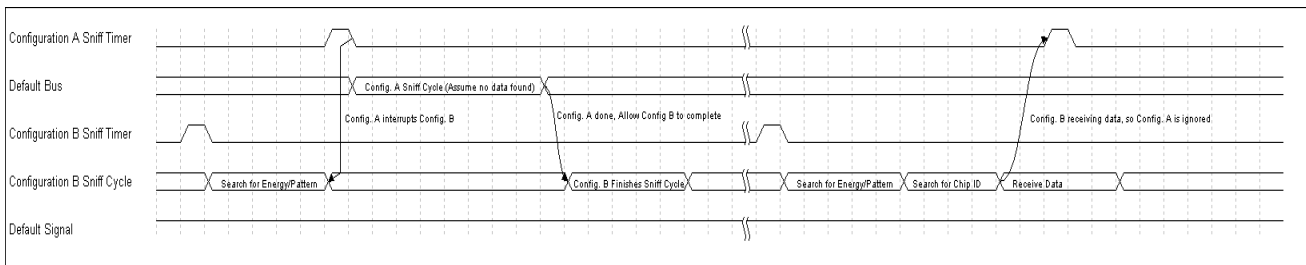 Configuration A Sniff Timer
Default Bus
Config. A Sniff Cycle (Assume no data found)
Config. A interrupts Config. B
Config. A done, Allow Config B to complete
Config. B receiving data, so Config. A is ignored
Configuration B Sniff Timer
Configuration B Sniff Cycle
Search for Energy/Pattern
Config. B Finishes Sniff Cycle
Search for Energy/Pattern
Search for Chip ID
Receive Data
Default Signal